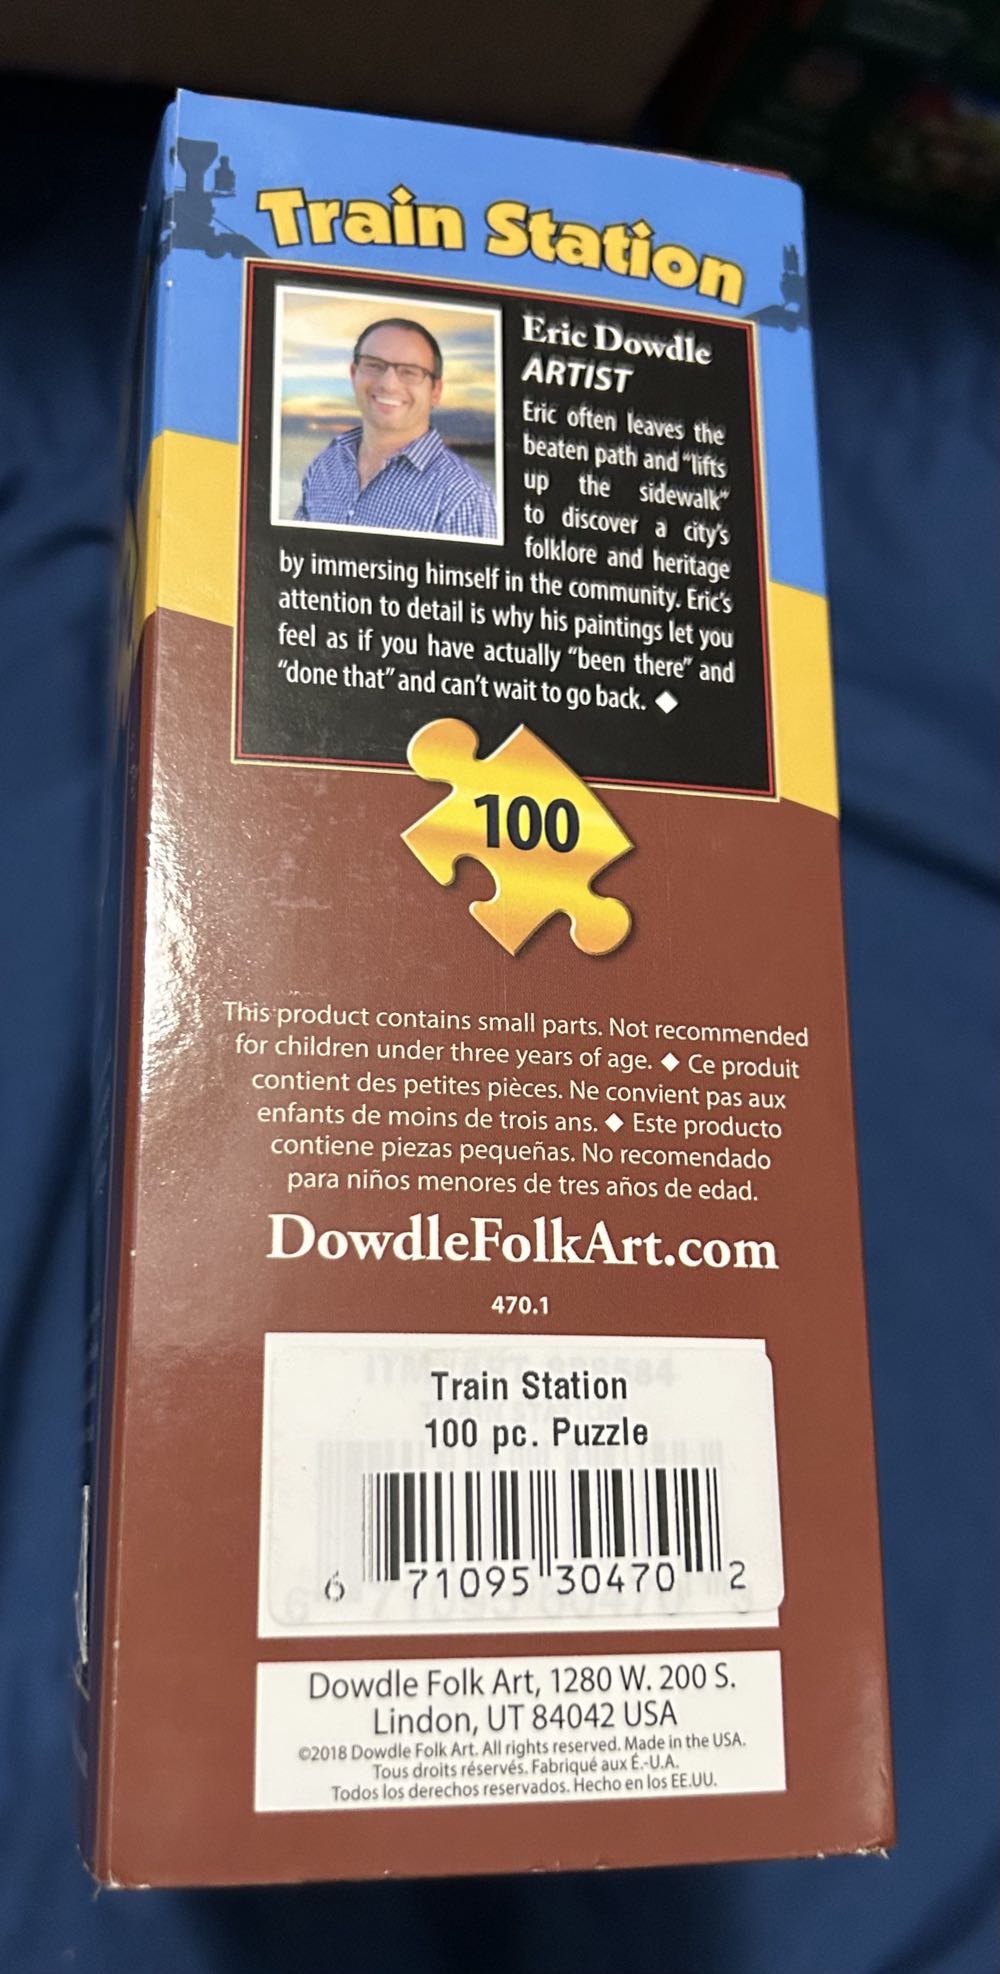 Train Station
Eric Dowdle
ARTIST
Eric often leaves the
beaten path and "lifts
up the sidewalk"
to discover a city's
folklore and heritage
by immersing himself in the community. Eric's
attention to detail is why his paintings let you
feel as if you have actually "been there" and
"done that" and can't wait to go back. ◆
100
This product contains small parts. Not recommended
for children under three years of age. ◆ Ce produit
contient des petites pièces. Ne convient pas aux
enfants de moins de trois ans. ◆ Este producto
contiene piezas pequeñas. No recomendado
para niños menores de tres años de edad.
DowdleFolkArt.com
470.1
Train Station
100 pc. Puzzle
6 71095 30470 2
Dowdle Folk Art, 1280 W. 200 S.
Lindon, UT 84042 USA
©2018 Dowdle Folk Art. All rights reserved. Made in the USA.
Tous droits réservés. Fabriqué aux É.-U.A.
Todos los derechos reservados. Hecho en los EE.UU.